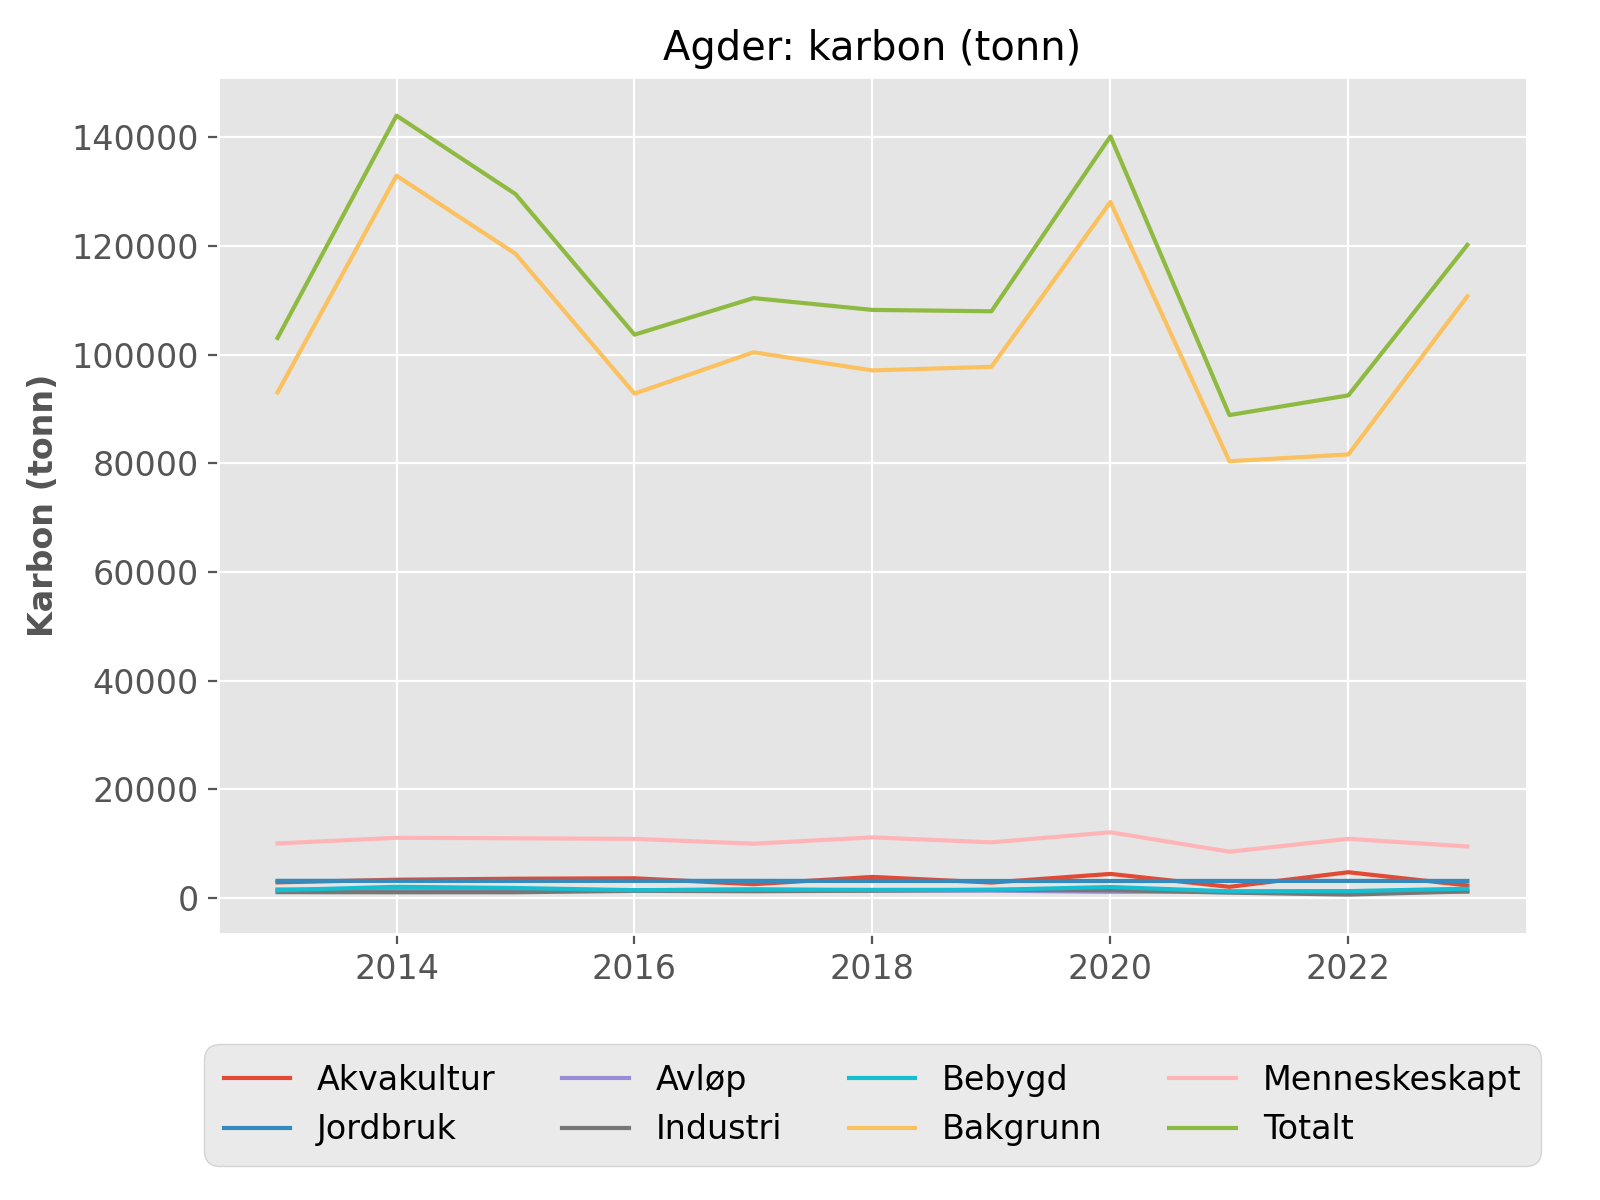 Agder: karbon (tonn)
Karbon (tonn)
140000
120000
100000
80000
60000
40000
20000
0
2014 2016 2018 2020 2022
Akvakultur Avløp Bebygd Menneskeskapt
Jordbruk Industri Bakgrunn Totalt